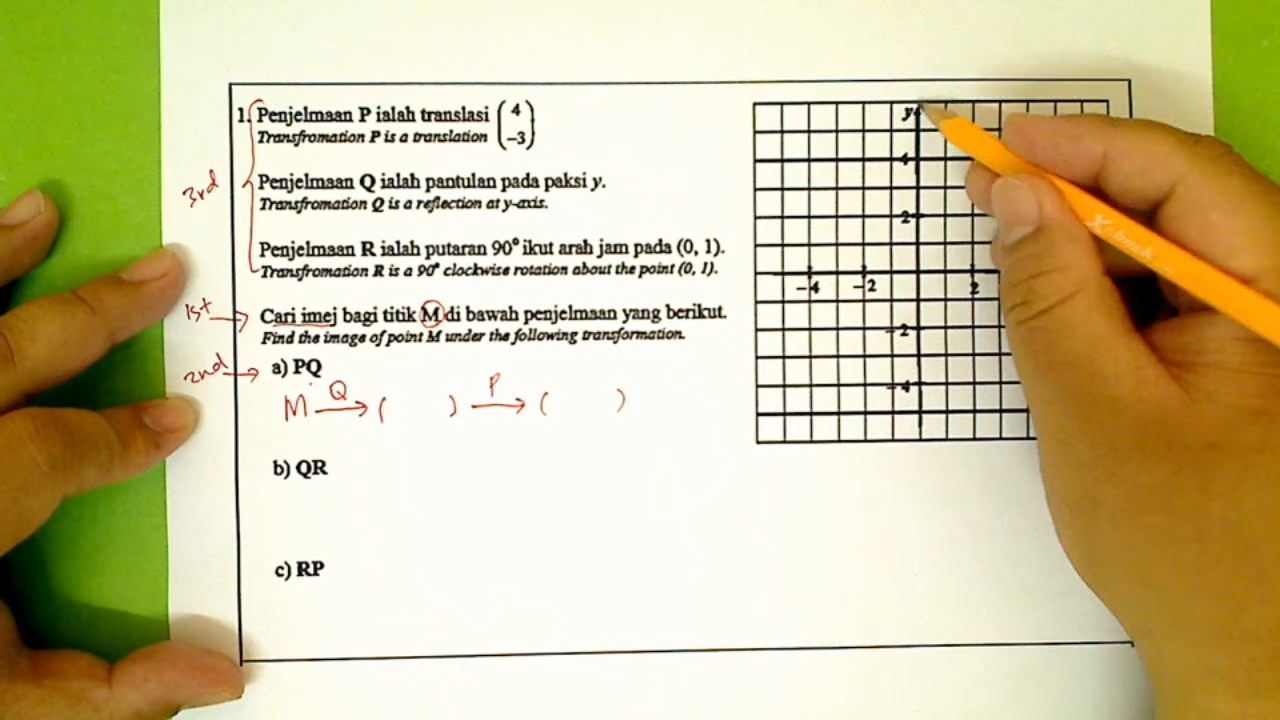 1. Penjelmaan P ialah translasi (4
Transfromation P is a translation −3)
3rd
Penjelmaan Q ialah pantulan pada paksi y.
Transfromation Q is a reflection at y-axis.
Penjelmaan R ialah putaran 90° ikut arah jam pada (0, 1).
Transfromation R is a 90° clockwise rotation about the point (0, 1).
1st → Cari imej bagi titik M di bawah penjelmaan yang berikut.
Find the image of point M under the following transformation.
2nd → a) PQ
M Q→ ( ) P→ ( )
b) QR
c) RP
y
4
2
−4 −2 2
−2
−4